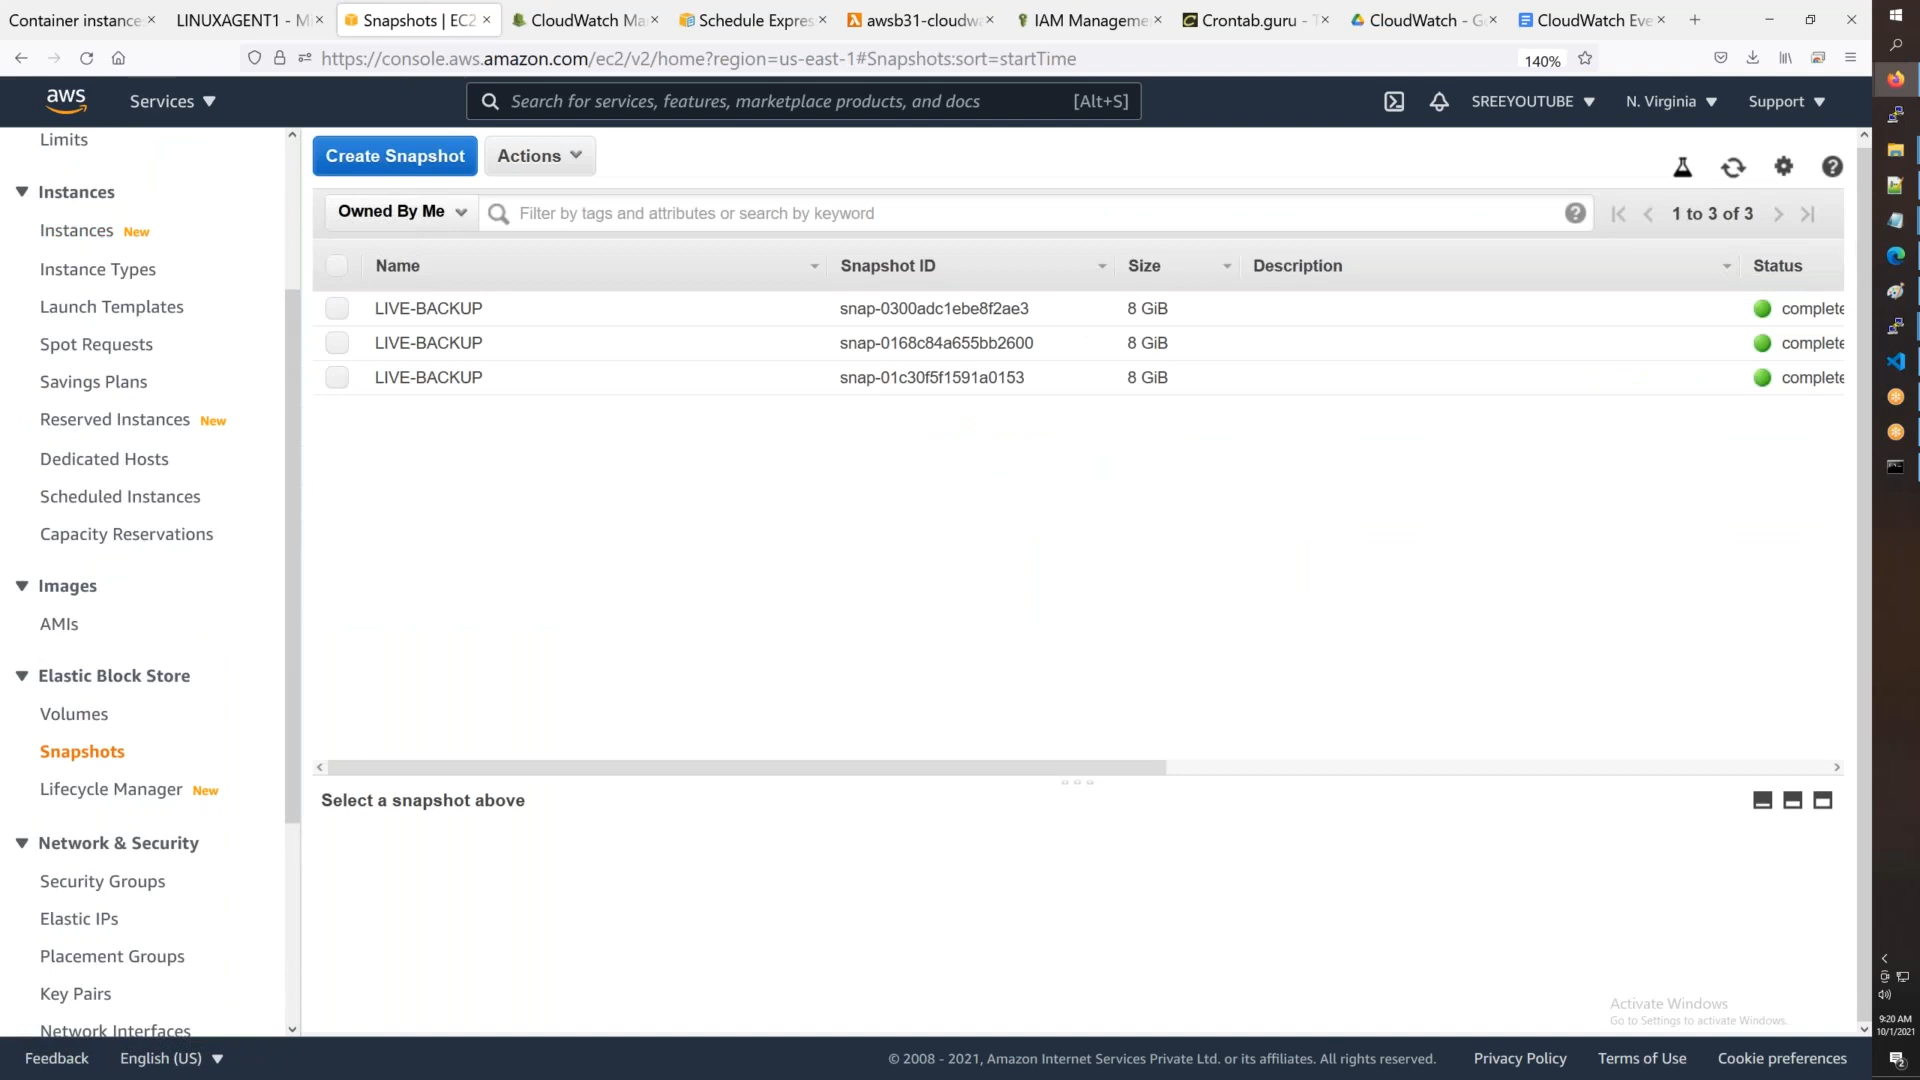 Container instance
LINUXAGENT1 - Mi
Snapshots | EC2
CloudWatch Ma
Schedule Expres
awsb31-cloudwa
IAM Manageme
Crontab.guru - T
CloudWatch - Go
CloudWatch Eve
https://console.aws.amazon.com/ec2/v2/home?region=us-east-1#Snapshots:sort=startTime
140%
aws
Services
Search for services, features, marketplace products, and docs
[Alt+S]
SREEYOUTUBE
N. Virginia
Support
Limits
Instances
Instances New
Instance Types
Launch Templates
Spot Requests
Savings Plans
Reserved Instances New
Dedicated Hosts
Scheduled Instances
Capacity Reservations
Images
AMIs
Elastic Block Store
Volumes
Snapshots
Lifecycle Manager New
Network & Security
Security Groups
Elastic IPs
Placement Groups
Key Pairs
Network Interfaces
Create Snapshot
Actions
Owned By Me
Filter by tags and attributes or search by keyword
1 to 3 of 3
Name Snapshot ID Size Description Status
LIVE-BACKUP snap-0300adc1ebe8f2ae3 8 GiB complete
LIVE-BACKUP snap-0168c84a655bb2600 8 GiB complete
LIVE-BACKUP snap-01c30f5f1591a0153 8 GiB complete
Select a snapshot above
Activate Windows
Go to Settings to activate Windows.
9:20 AM
10/1/2021
2
Feedback
English (US)
© 2008 - 2021, Amazon Internet Services Private Ltd. or its affiliates. All rights reserved.
Privacy Policy
Terms of Use
Cookie preferences